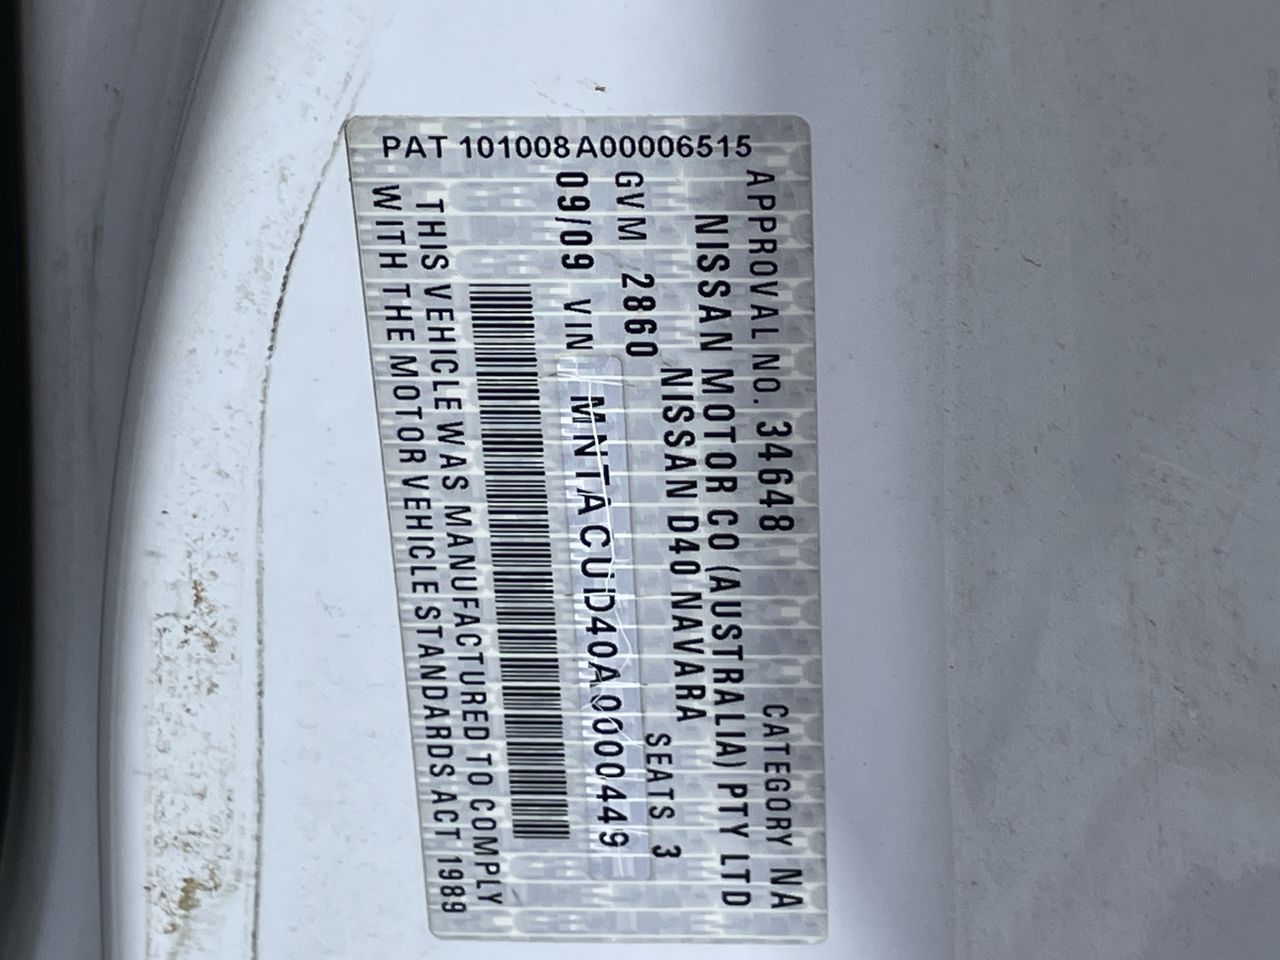 APPROVAL NO. 34648 CATEGORY NA
NISSAN MOTOR CO (AUSTRALIA) PTY LTD
NISSAN D40 NAVARA
GVM 2860 SEATS 3
09/09 VIN MNTACUD40A0000449
THIS VEHICLE WAS MANUFACTURED TO COMPLY
WITH THE MOTOR VEHICLE STANDARDS ACT 1989
PAT 101008A00006515